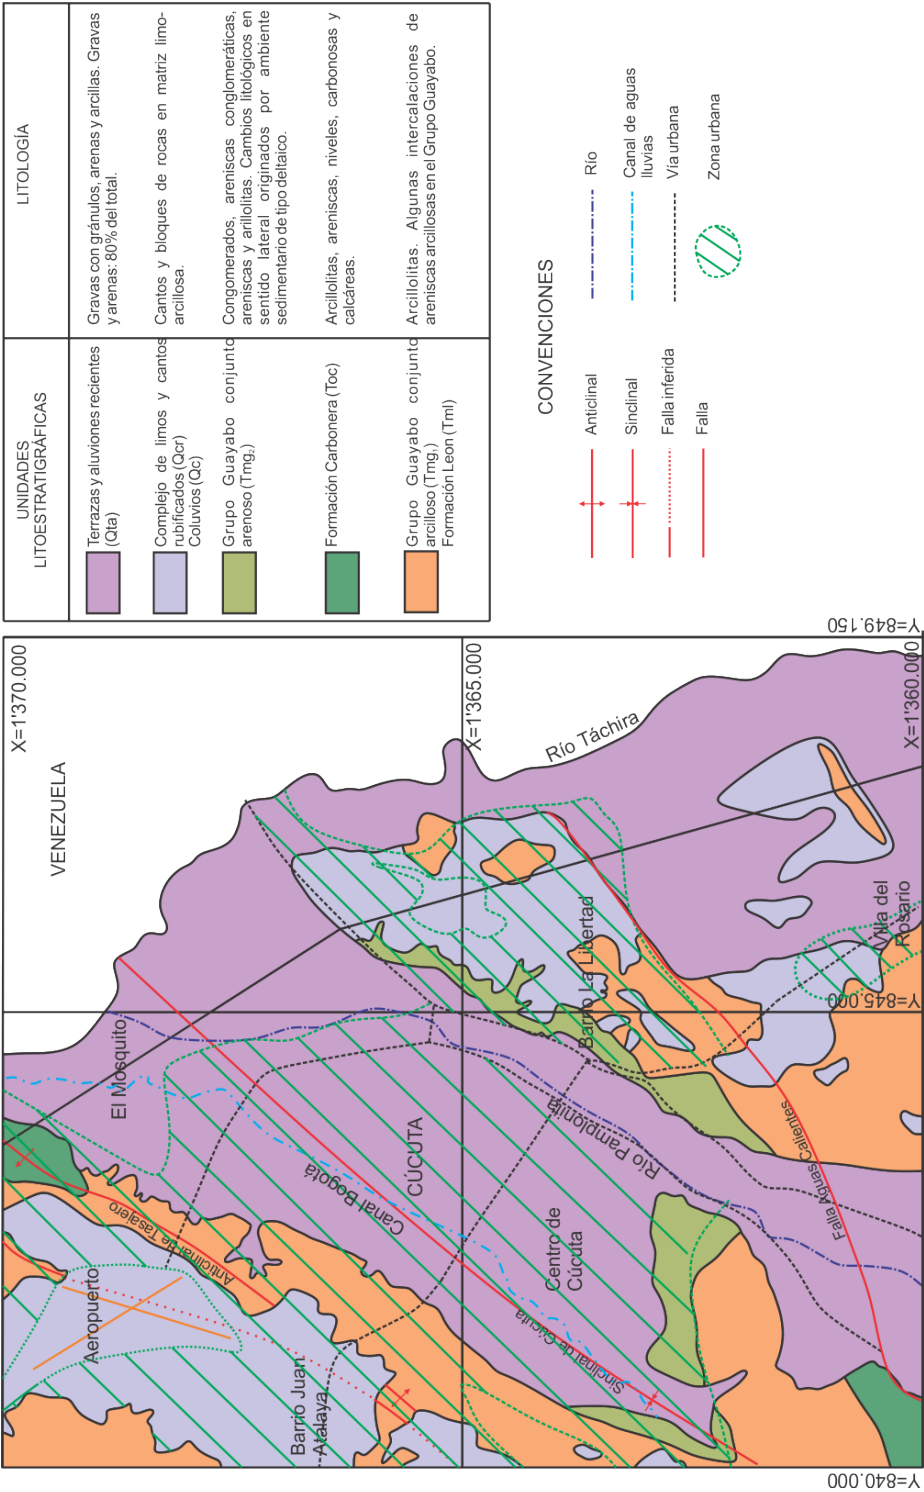 UNIDADES
LITOESTRATIGRÁFICAS
LITOLOGÍA
Terrazas y aluviones recientes
(Qta)
Gravas con gránulos, arenas y arcillas. Gravas
y arenas: 80% del total.
Complejo de limos y cantos
rubificados (Qcr)
Coluvios (Qc)
Cantos y bloques de rocas en matriz limo-
arcillosa.
Grupo Guayabo conjunto
arenoso (Tmg₂)
Congomerados, areniscas conglomeráticas,
areniscas y arillolitas. Cambios litológicos en
sentido lateral originados por ambiente
sedimentario de tipo deltaico.
Formación Carbonera (Toc)
Arcillolitas, areniscas, niveles, carbonosas y
calcáreas.
Grupo Guayabo conjunto
arcilloso (Tmg₁)
Formación Leon (Tml)
Arcillolitas. Algunas intercalaciones de
areniscas arcillosas en el Grupo Guayabo.
CONVENCIONES
Anticlinal
Sinclinal
Falla inferida
Falla
Río
Canal de aguas
lluvias
Vía urbana
Zona urbana
X=1'370.000
X=1'365.000
X=1'360.000
Y=849.150
Y=845.000
Y=840.000
VENEZUELA
Río Táchira
El Mosquito
Barrio La Libertad
Villa del
Rosario
CÚCUTA
Canal Bogotá
Río Pamplonita
Centro de
Cúcuta
Sinclinal de Cúcuta
Falla Aguas Calientes
Anticlinal de Tasajero
Aeropuerto
Barrio Juan
Atalaya